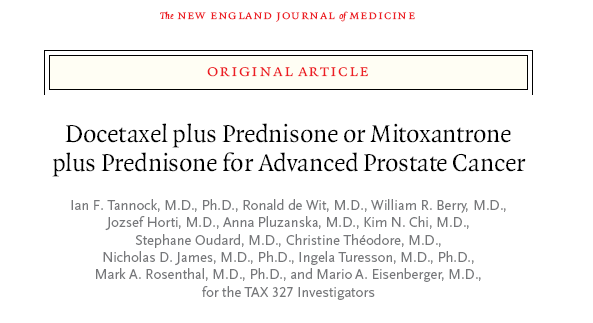 The NEW ENGLAND JOURNAL of MEDICINE
ORIGINAL ARTICLE
Docetaxel plus Prednisone or Mitoxantrone
plus Prednisone for Advanced Prostate Cancer
Ian F. Tannock, M.D., Ph.D., Ronald de Wit, M.D., William R. Berry, M.D.,
Jozsef Horti, M.D., Anna Pluzanska, M.D., Kim N. Chi, M.D.,
Stephane Oudard, M.D., Christine Théodore, M.D.,
Nicholas D. James, M.D., Ph.D., Ingela Turesson, M.D., Ph.D.,
Mark A. Rosenthal, M.D., Ph.D., and Mario A. Eisenberger, M.D.,
for the TAX 327 Investigators